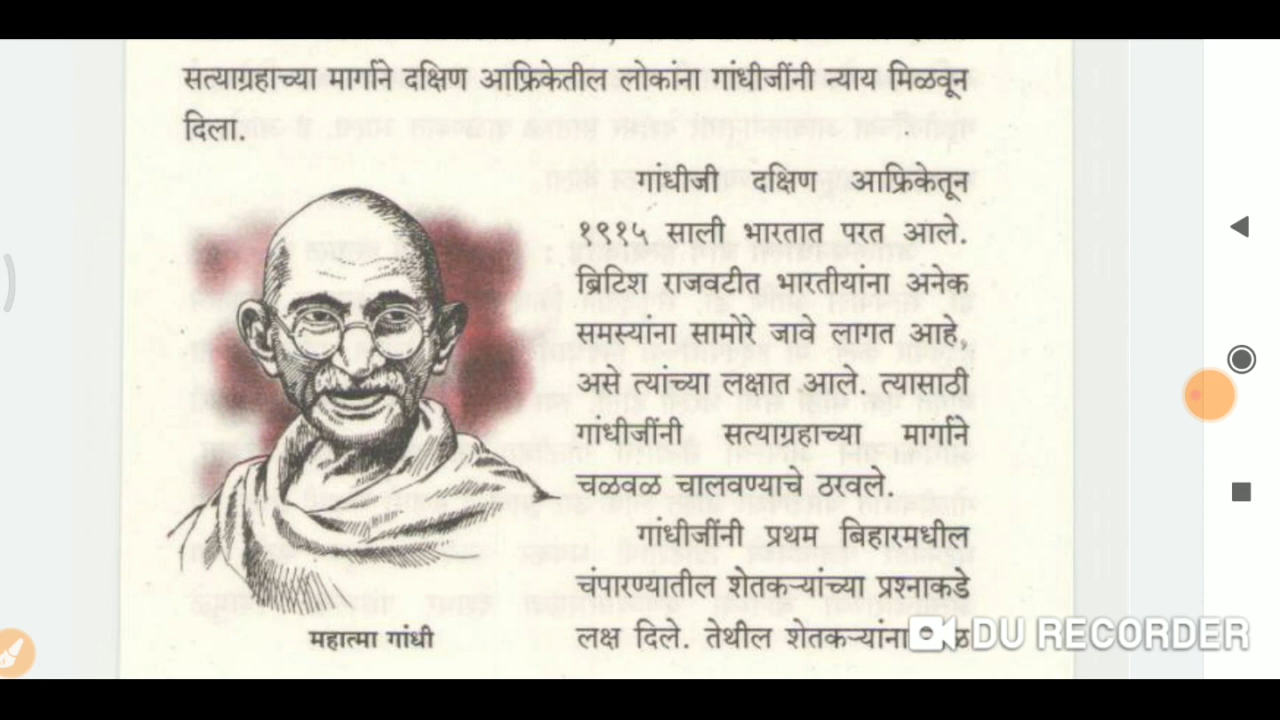 सत्याग्रहाच्या मार्गाने दक्षिण आफ्रिकेतील लोकांना गांधीजींनी न्याय मिळवून
दिला.
गांधीजी दक्षिण आफ्रिकेतून
१९१५ साली भारतात परत आले.
ब्रिटिश राजवटीत भारतीयांना अनेक
समस्यांना सामोरे जावे लागत आहे,
असे त्यांच्या लक्षात आले. त्यासाठी
गांधीजींनी सत्याग्रहाच्या मार्गाने
चळवळ चालवण्याचे ठरवले.
गांधीजींनी प्रथम बिहारमधील
चंपारण्यातील शेतकऱ्यांच्या प्रश्नाकडे
लक्ष दिले. तेथील शेतकऱ्यांना
DU RECORDER
महात्मा गांधी